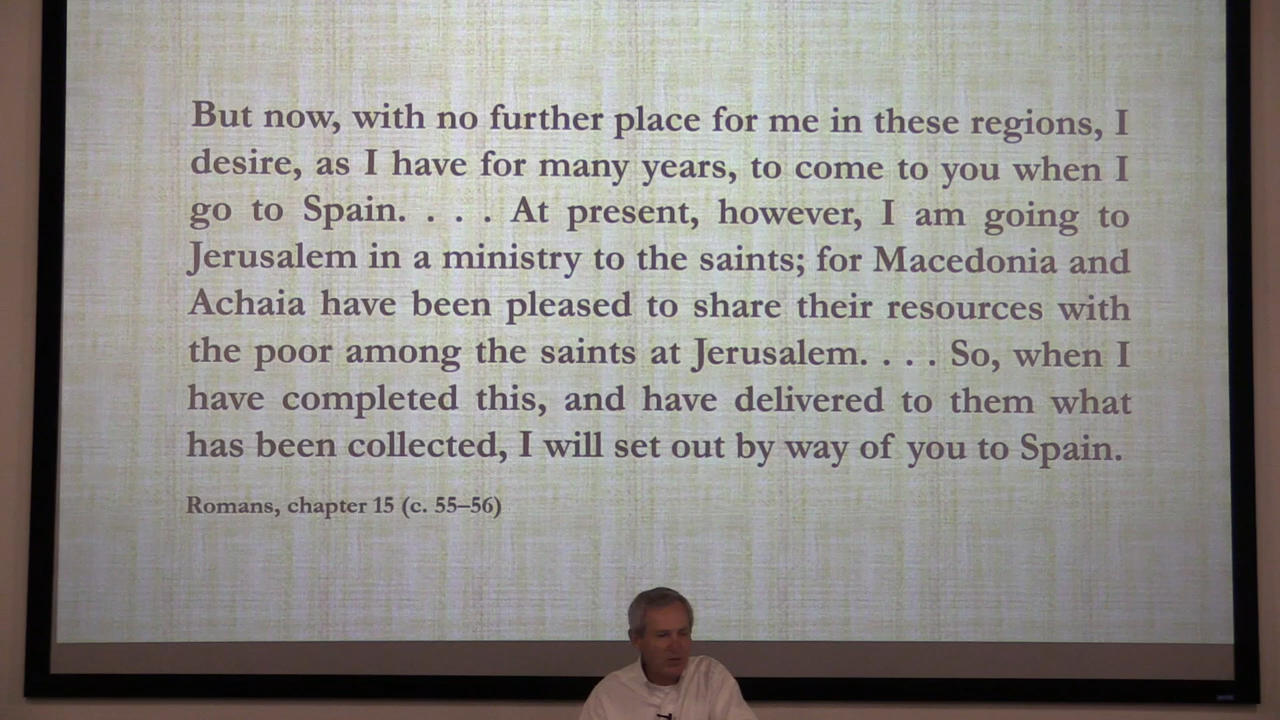 But now, with no further place for me in these regions, I
desire, as I have for many years, to come to you when I
go to Spain. . . . At present, however, I am going to
Jerusalem in a ministry to the saints; for Macedonia and
Achaia have been pleased to share their resources with
the poor among the saints at Jerusalem. . . . So, when I
have completed this, and have delivered to them what
has been collected, I will set out by way of you to Spain.
Romans, chapter 15 (c. 55–56)